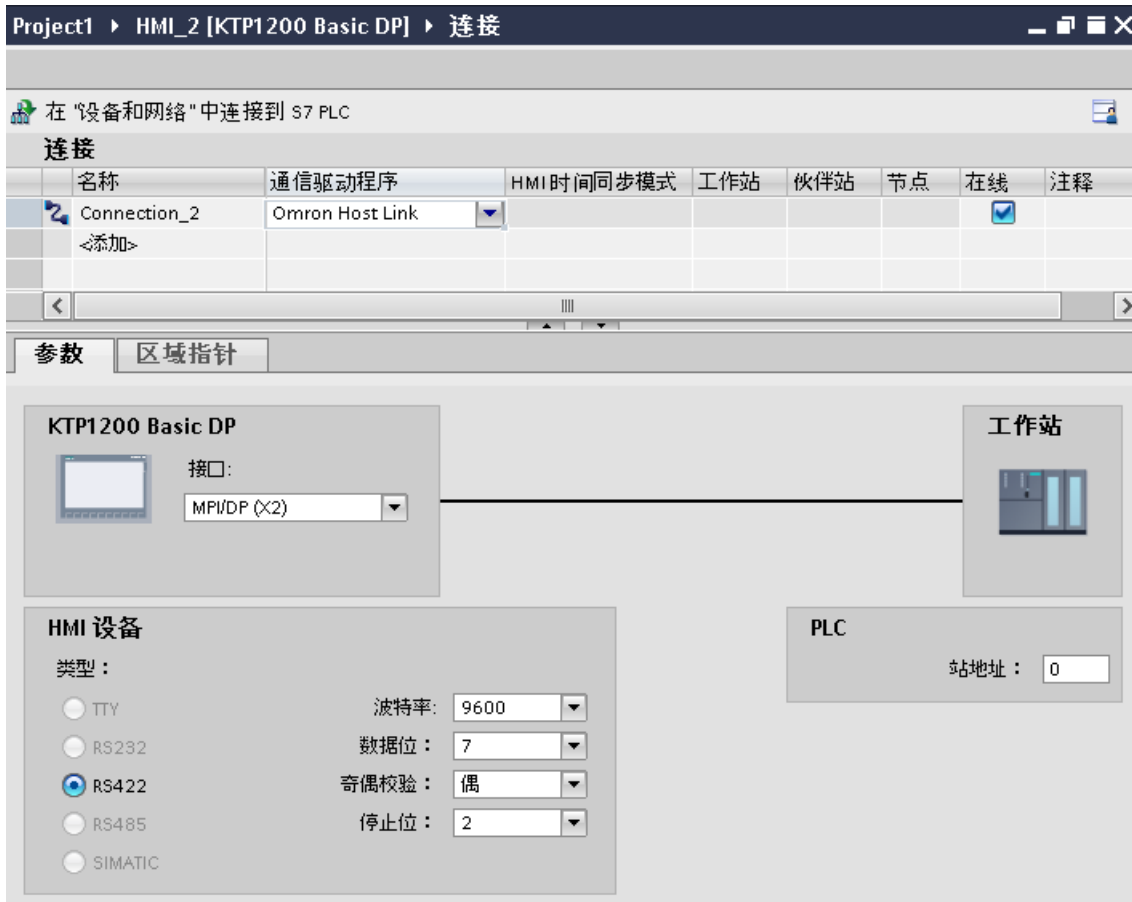 Project1 ▸ HMI_2 [KTP1200 Basic DP] ▸ 连接
在 "设备和网络" 中连接到 S7 PLC
连接
名称 通信驱动程序 HMI时间同步模式 工作站 伙伴站 节点 在线 注释
Connection_2 Omron Host Link
<添加>
参数 区域指针
KTP1200 Basic DP 工作站
接口:
MPI/DP (X2)
HMI 设备 PLC
类型： 站地址： 0
TTY 波特率: 9600
RS232 数据位： 7
RS422 奇偶校验： 偶
RS485 停止位： 2
SIMATIC